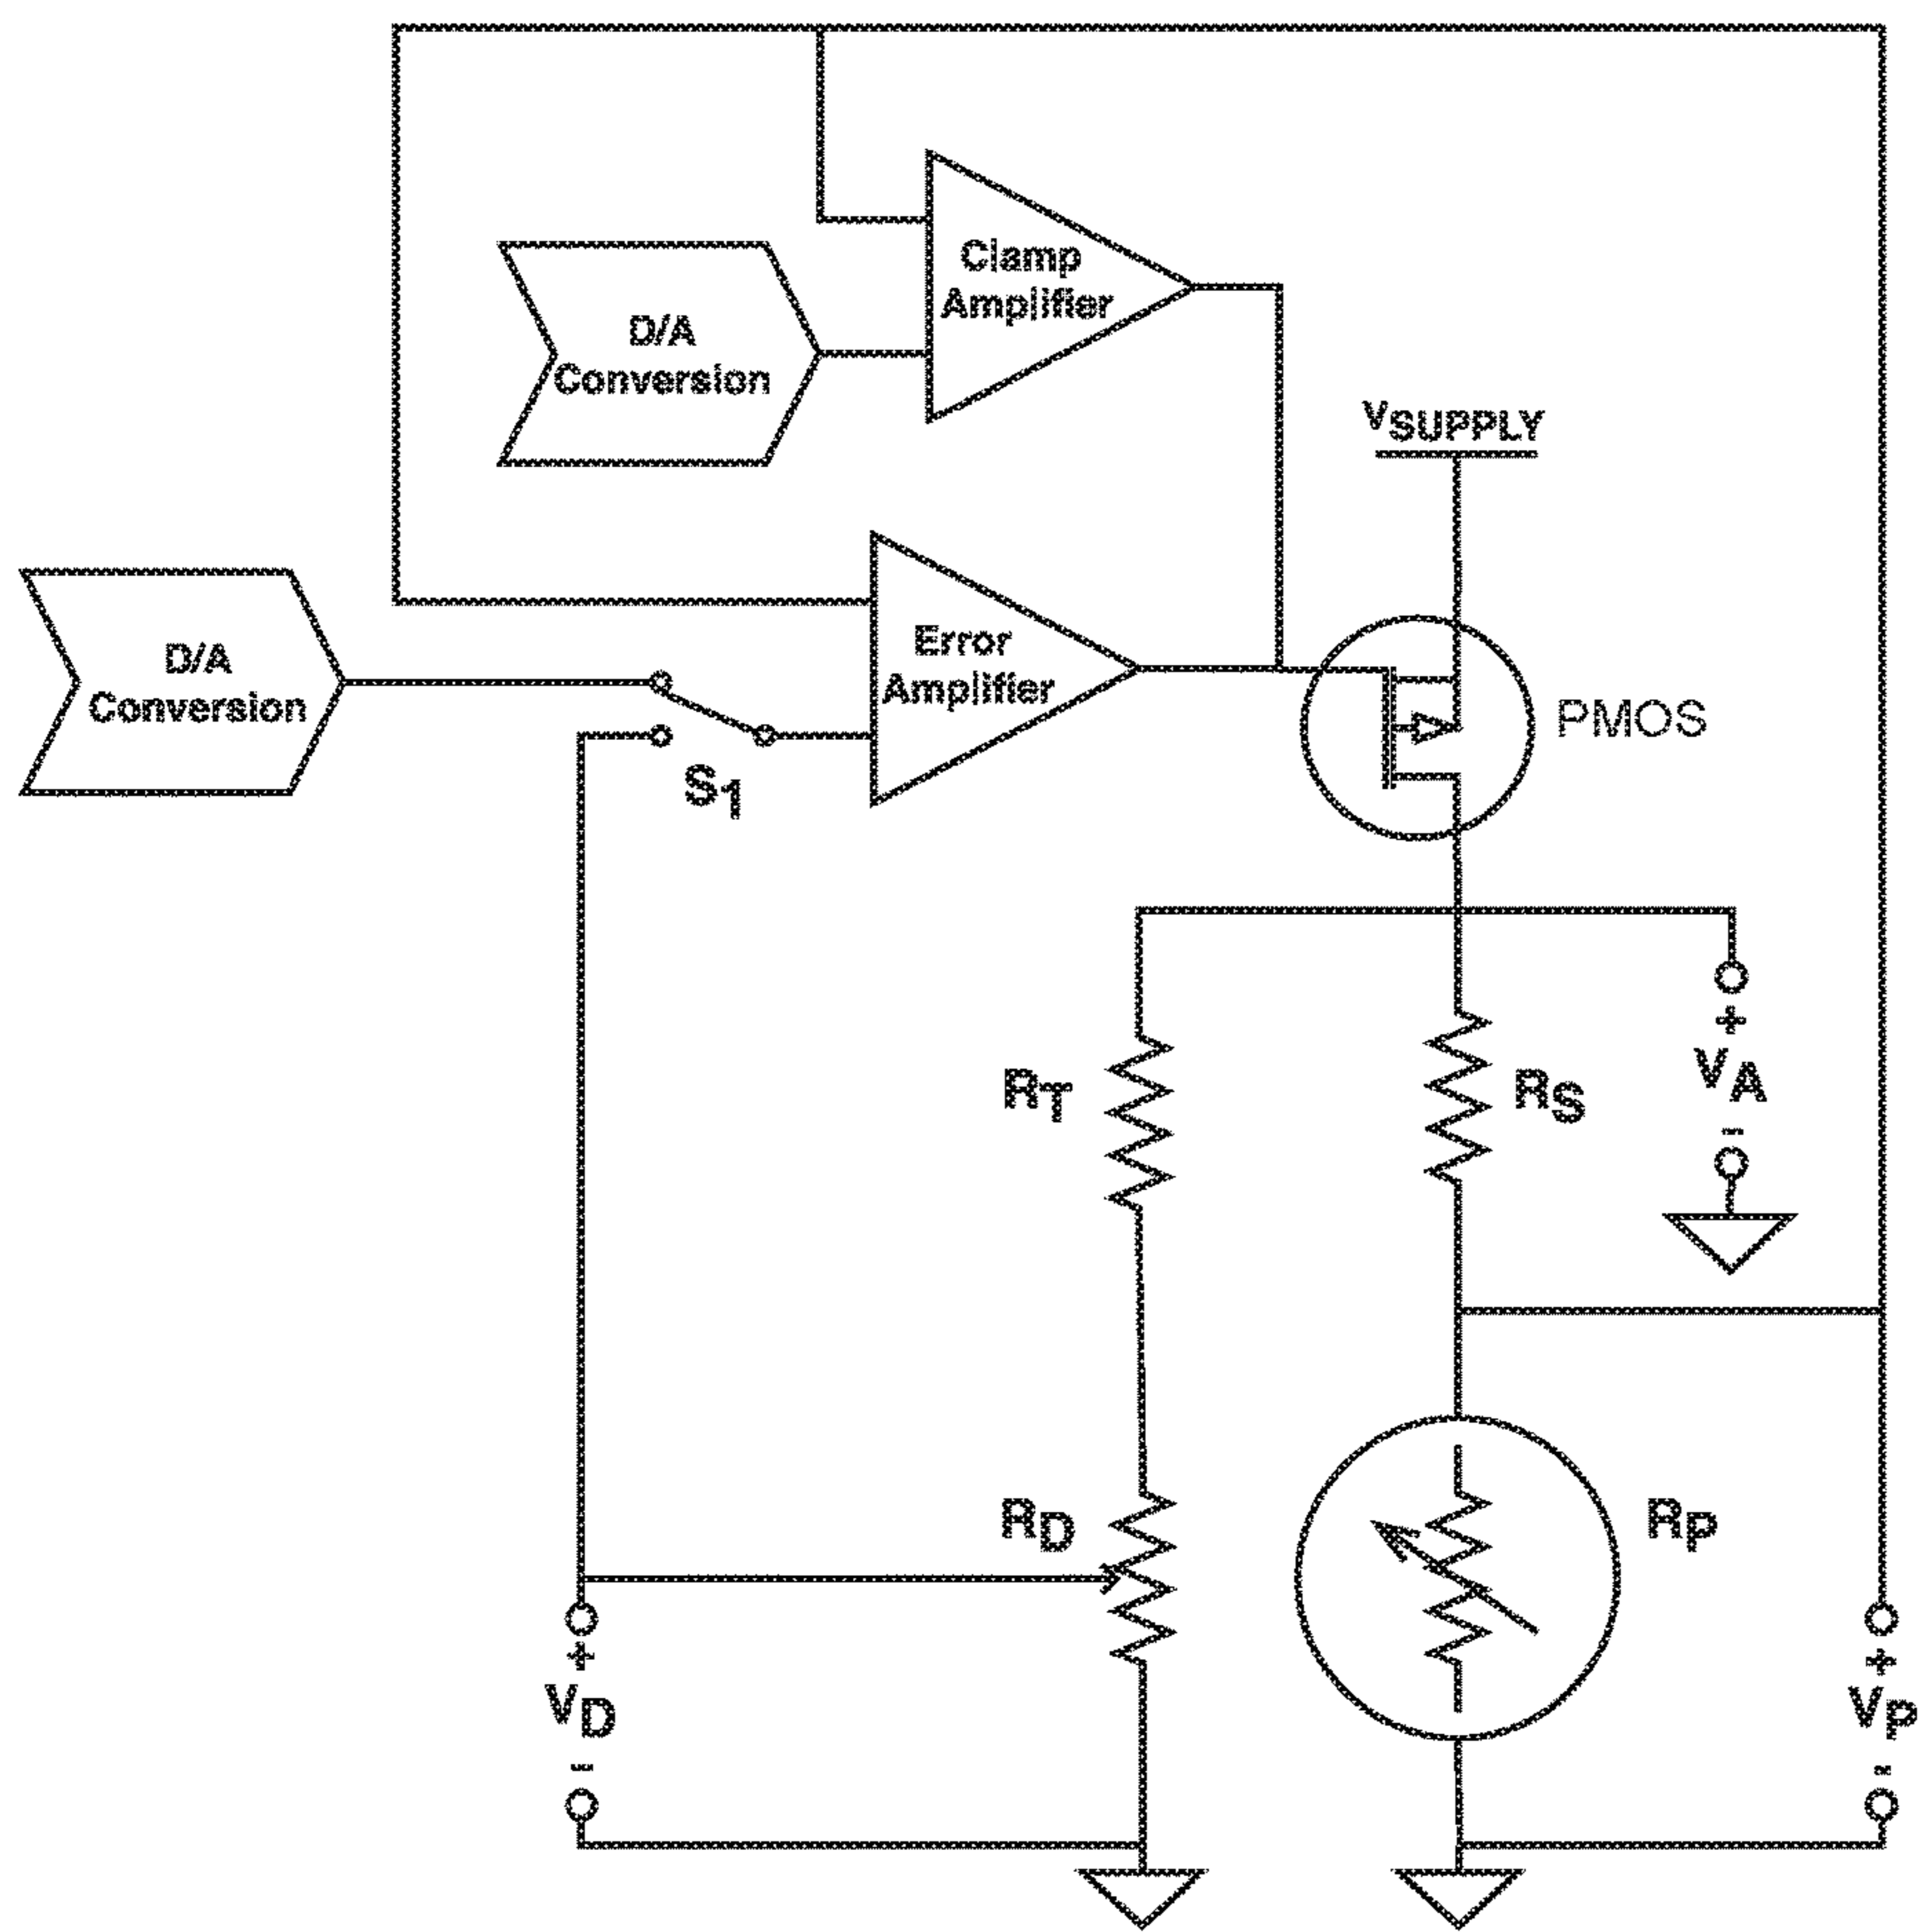 Clamp
Amplifier
D/A
Conversion
VSUPPLY
Error
Amplifier
D/A
Conversion
PMOS
S1
+
VA
-
RT
RS
RD
RP
+
VD
-
+
VP
-